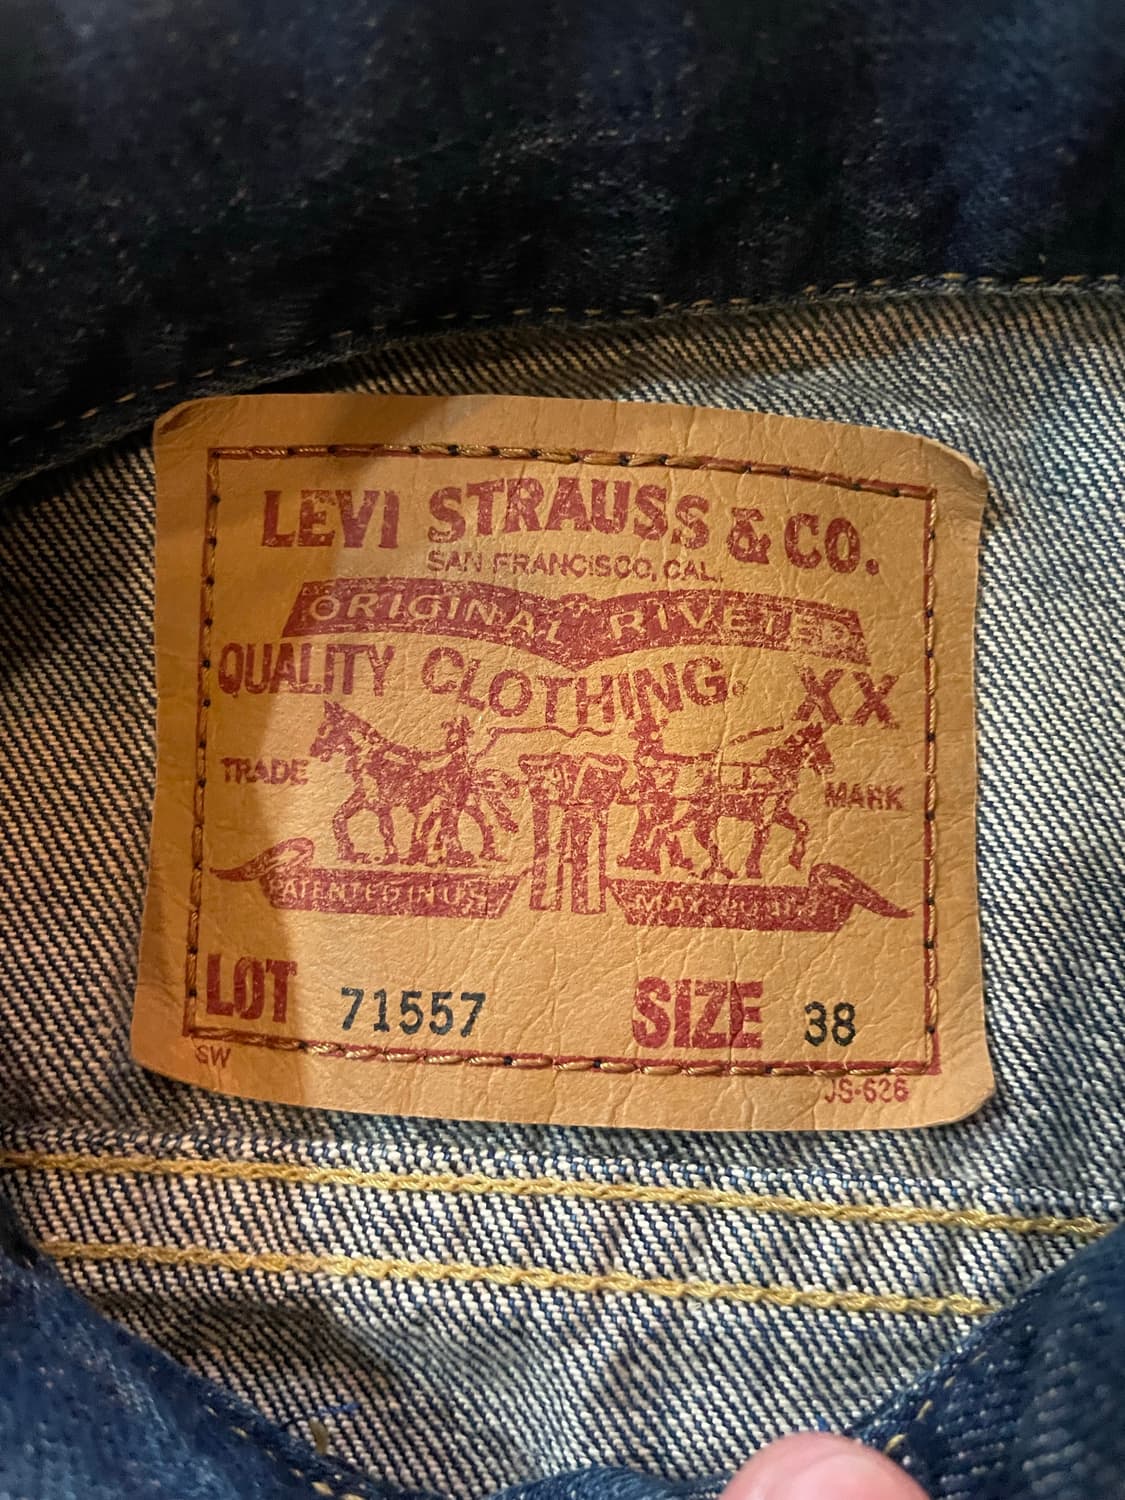 LEVI STRAUSS & CO.
SAN FRANCISCO, CAL.
ORIGINAL RIVETED
QUALITY CLOTHING.
XX
TRADE
MARK
PATENTED IN U.S.
MAY
LOT 71557 SIZE 38
SW
JS-626